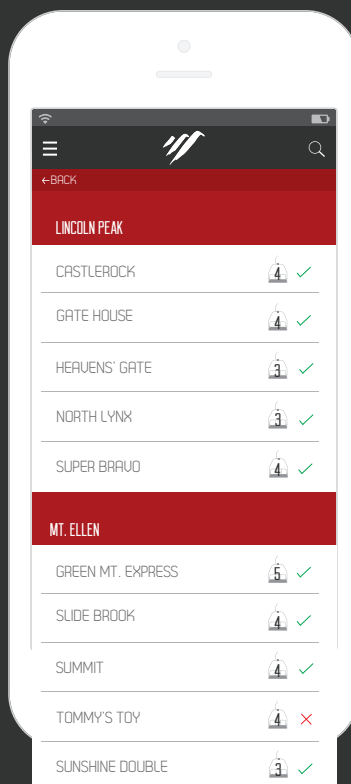 ←BACK
LINCOLN PEAK
CASTLEROCK 4
GATE HOUSE 4
HEAVENS' GATE 3
NORTH LYNX 3
SUPER BRAVO 4
MT. ELLEN
GREEN MT. EXPRESS 5
SLIDE BROOK 4
SUMMIT 4
TOMMY'S TOY 4
SUNSHINE DOUBLE 3